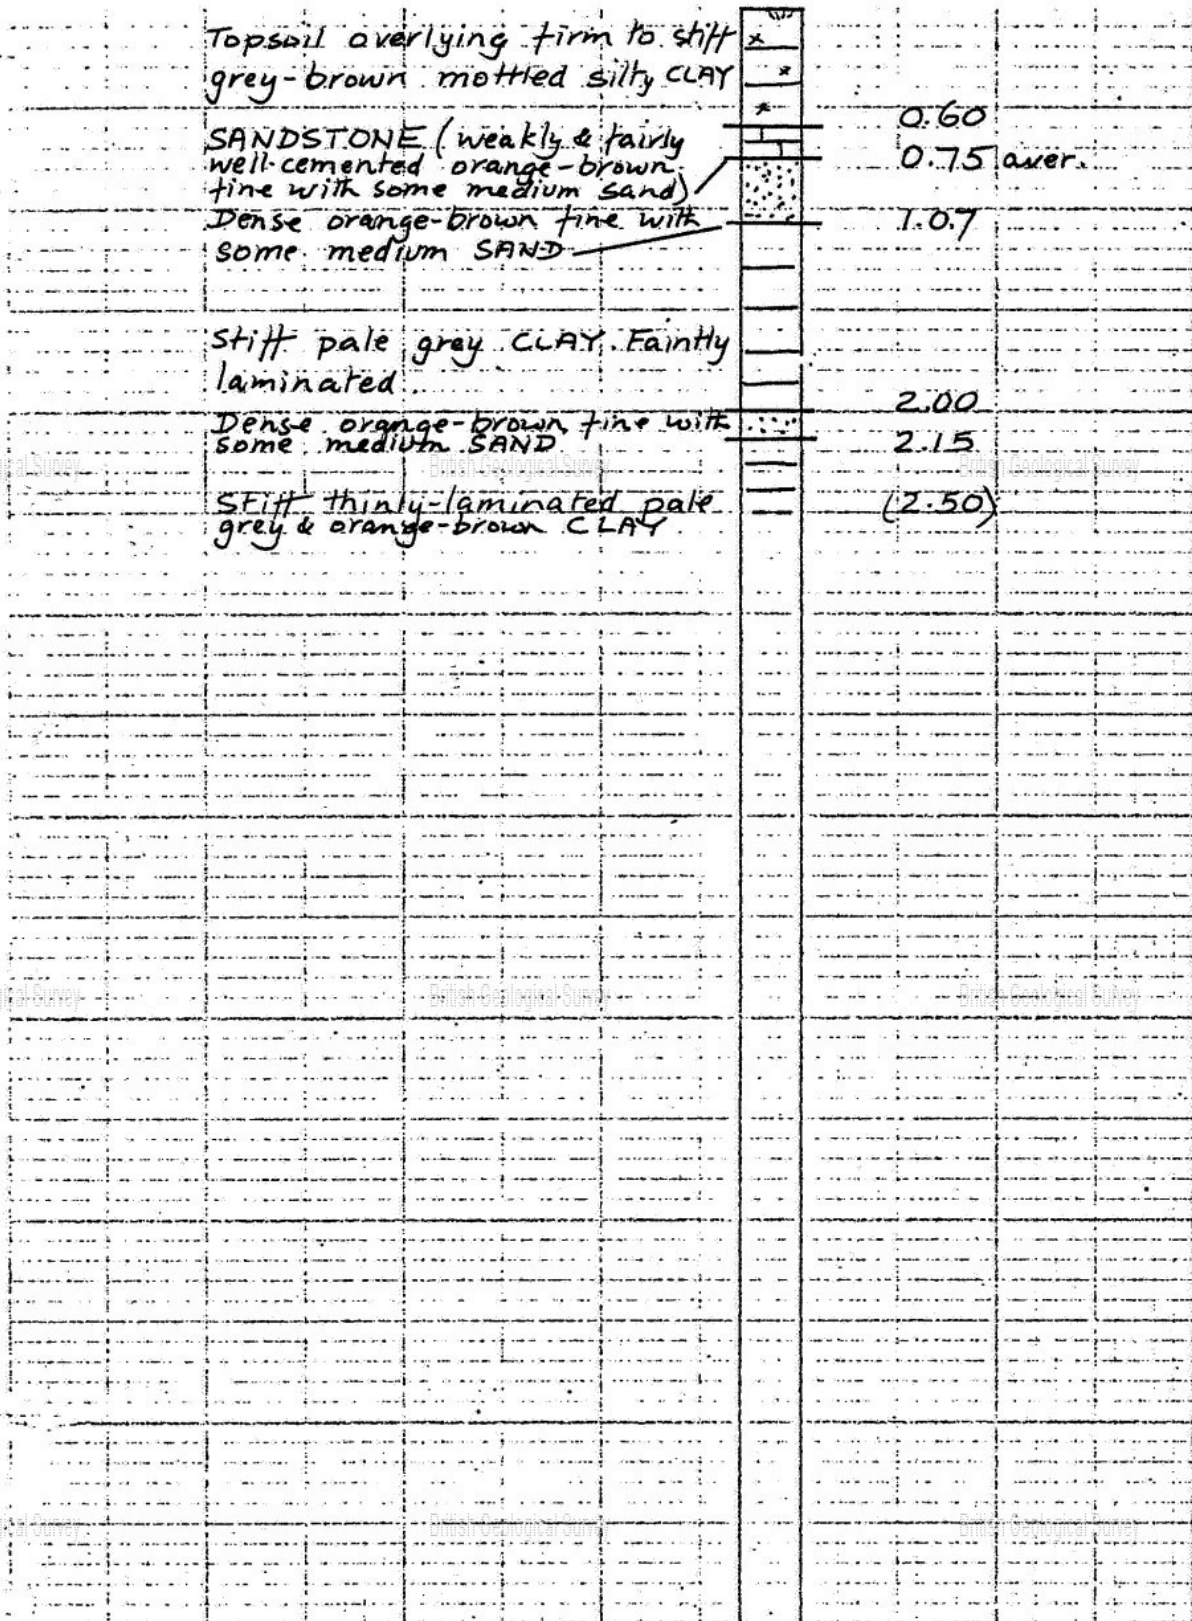 Topsoil overlying firm to stiff
grey-brown mottled silty CLAY
0.60
SANDSTONE (weakly & fairly
well-cemented orange-brown
fine with some medium sand)
0.75 aver.
Dense orange-brown fine with
some medium SAND
1.07
Stiff pale grey CLAY. Faintly
laminated.
2.00
Dense orange-brown fine with
some medium SAND
2.15
Stiff thinly-laminated pale
grey & orange-brown CLAY
(2.50)
British Geological Survey
British Geological Survey
British Geological Survey
British Geological Survey
British Geological Survey
British Geological Survey